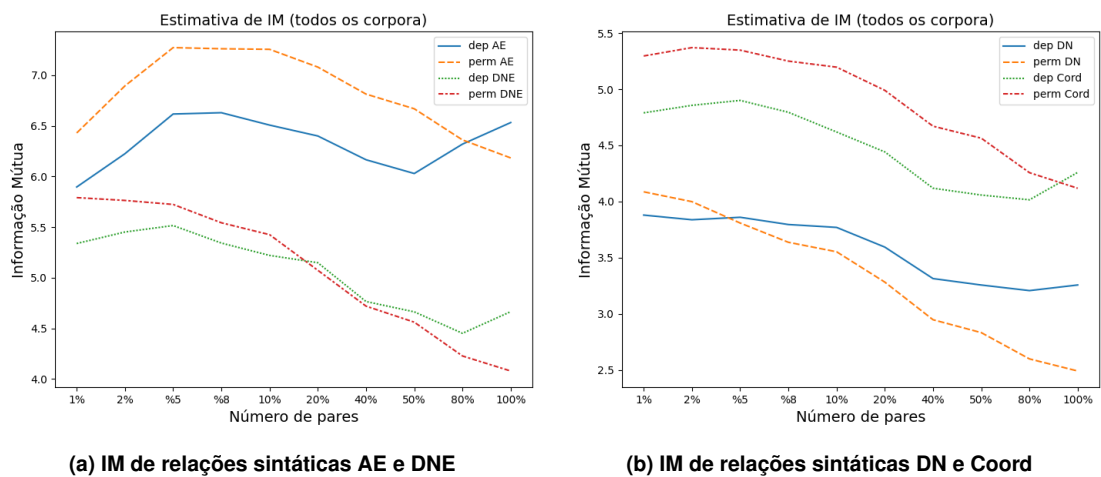 Estimativa de IM (todos os corpora)
Informação Mútua
7.0
6.5
6.0
5.5
5.0
4.5
4.0
dep AE
perm AE
dep DNE
perm DNE
1% 2% %5 %8 10% 20% 40% 50% 80% 100%
Número de pares
(a) IM de relações sintáticas AE e DNE
Estimativa de IM (todos os corpora)
Informação Mútua
5.5
5.0
4.5
4.0
3.5
3.0
2.5
dep DN
perm DN
dep Cord
perm Cord
1% 2% %5 %8 10% 20% 40% 50% 80% 100%
Número de pares
(b) IM de relações sintáticas DN e Coord